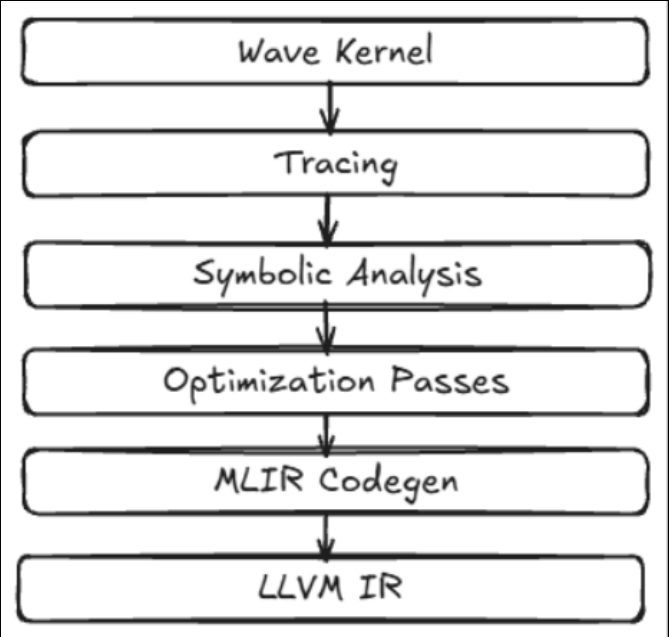 Wave Kernel
Tracing
Symbolic Analysis
Optimization Passes
MLIR Codegen
LLVM IR